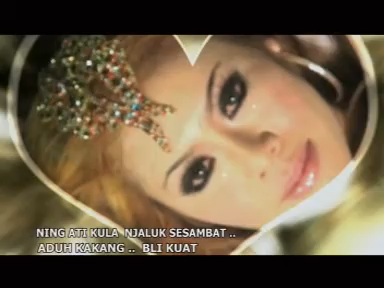 NING ATI KULA NJALUK SESAMBAT ..
ADUH KAKANG .. BLI KUAT